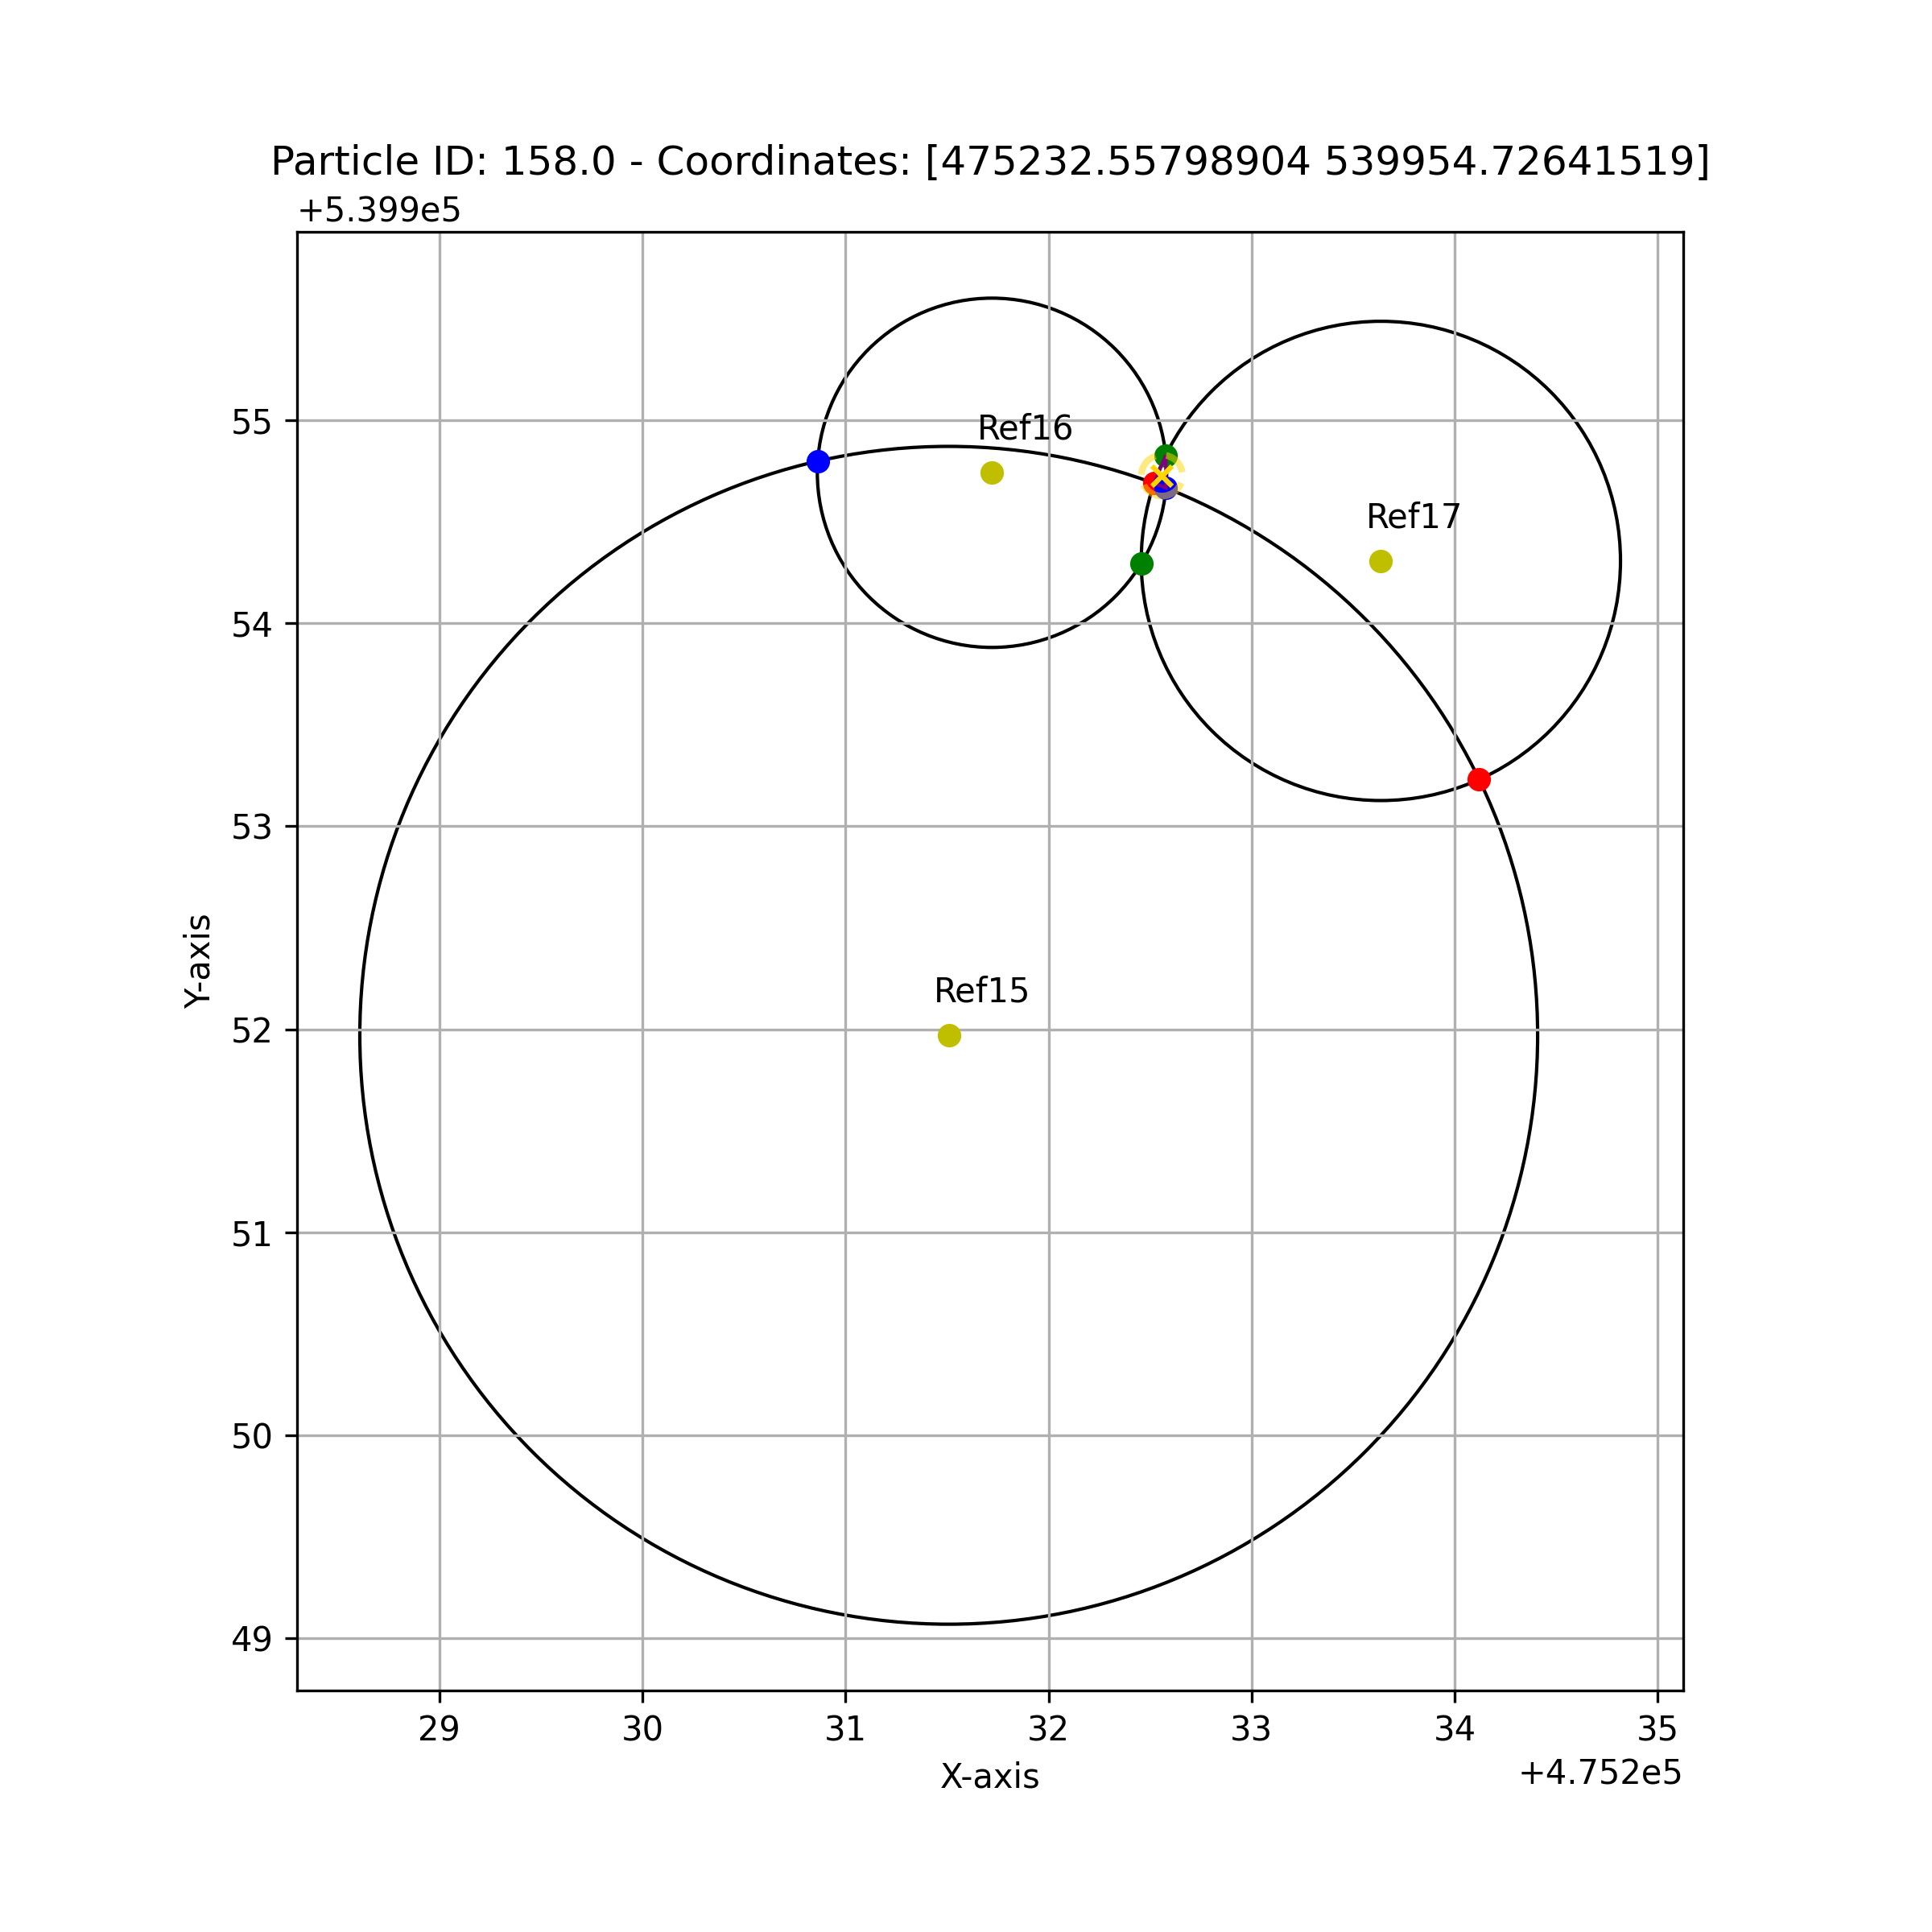 Particle ID: 158.0 - Coordinates: [475232.55798904 539954.72641519]
+5.399e5
55
Ref16
Ref17
54
53
Y-axis
52
Ref15
51
50
49
29 30 31 32 33 34 35
X-axis
+4.752e5